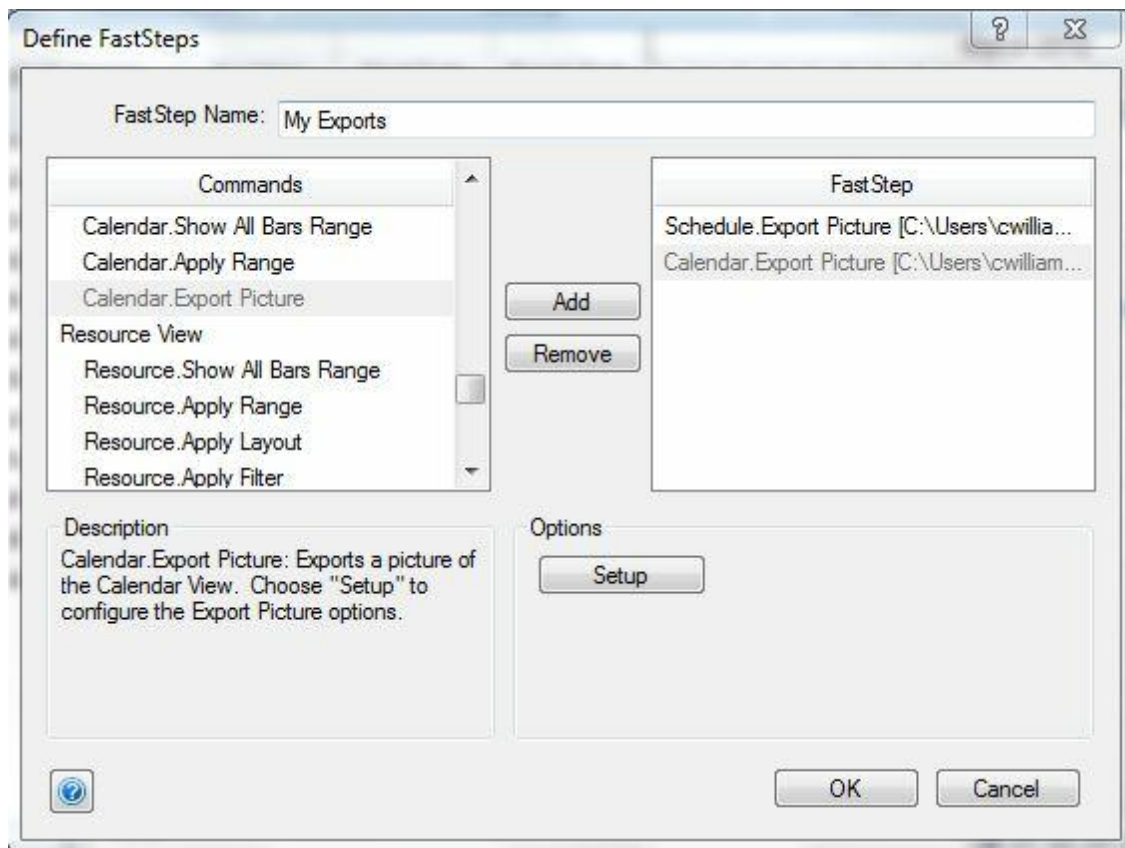 Define FastSteps
FastStep Name: My Exports
Commands
Calendar.Show All Bars Range
Calendar.Apply Range
Calendar.Export Picture
Resource View
Resource.Show All Bars Range
Resource.Apply Range
Resource.Apply Layout
Resource.Apply Filter
Add
Remove
FastStep
Schedule.Export Picture [C:\Users\cwillia...
Calendar.Export Picture [C:\Users\cwilliam...
Description
Calendar.Export Picture: Exports a picture of
the Calendar View. Choose "Setup" to
configure the Export Picture options.
Options
Setup
OK
Cancel